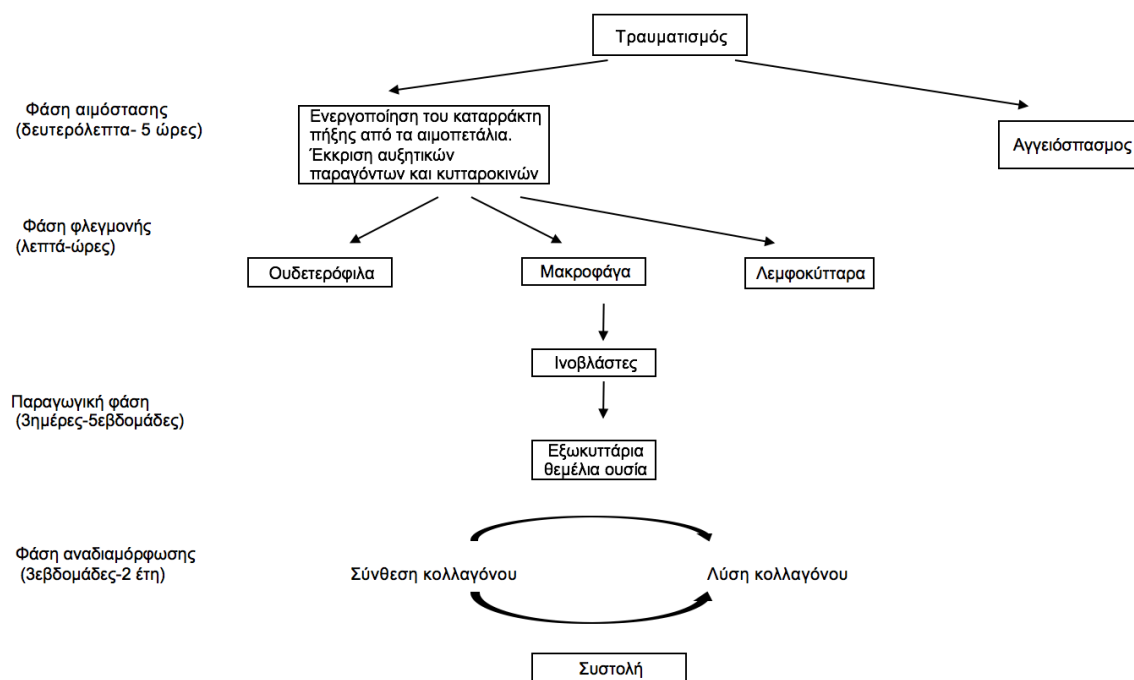 Τραυματισμός
Φάση αιμόστασης
(δευτερόλεπτα- 5 ώρες)
Ενεργοποίηση του καταρράκτη
πήξης από τα αιμοπετάλια.
Έκκριση αυξητικών
παραγόντων και κυτταροκινών
Αγγειόσπασμος
Φάση φλεγμονής
(λεπτά-ώρες)
Ουδετερόφιλα
Μακροφάγα
Λεμφοκύτταρα
Ινοβλάστες
Παραγωγική φάση
(3ημέρες-5εβδομάδες)
Εξωκυττάρια
θεμέλια ουσία
Φάση αναδιαμόρφωσης
(3εβδομάδες-2 έτη)
Σύνθεση κολλαγόνου
Λύση κολλαγόνου
Συστολή